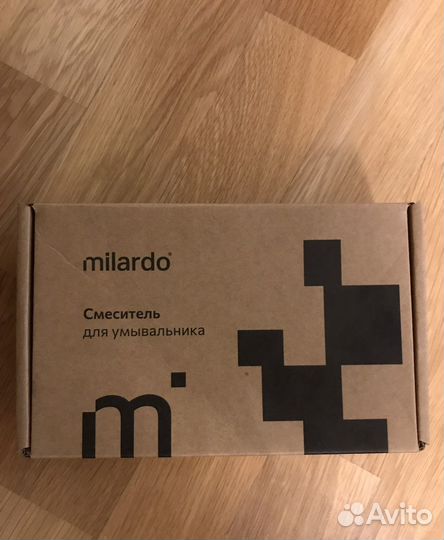 milardo®
Смеситель
для умывальника
m
Avito